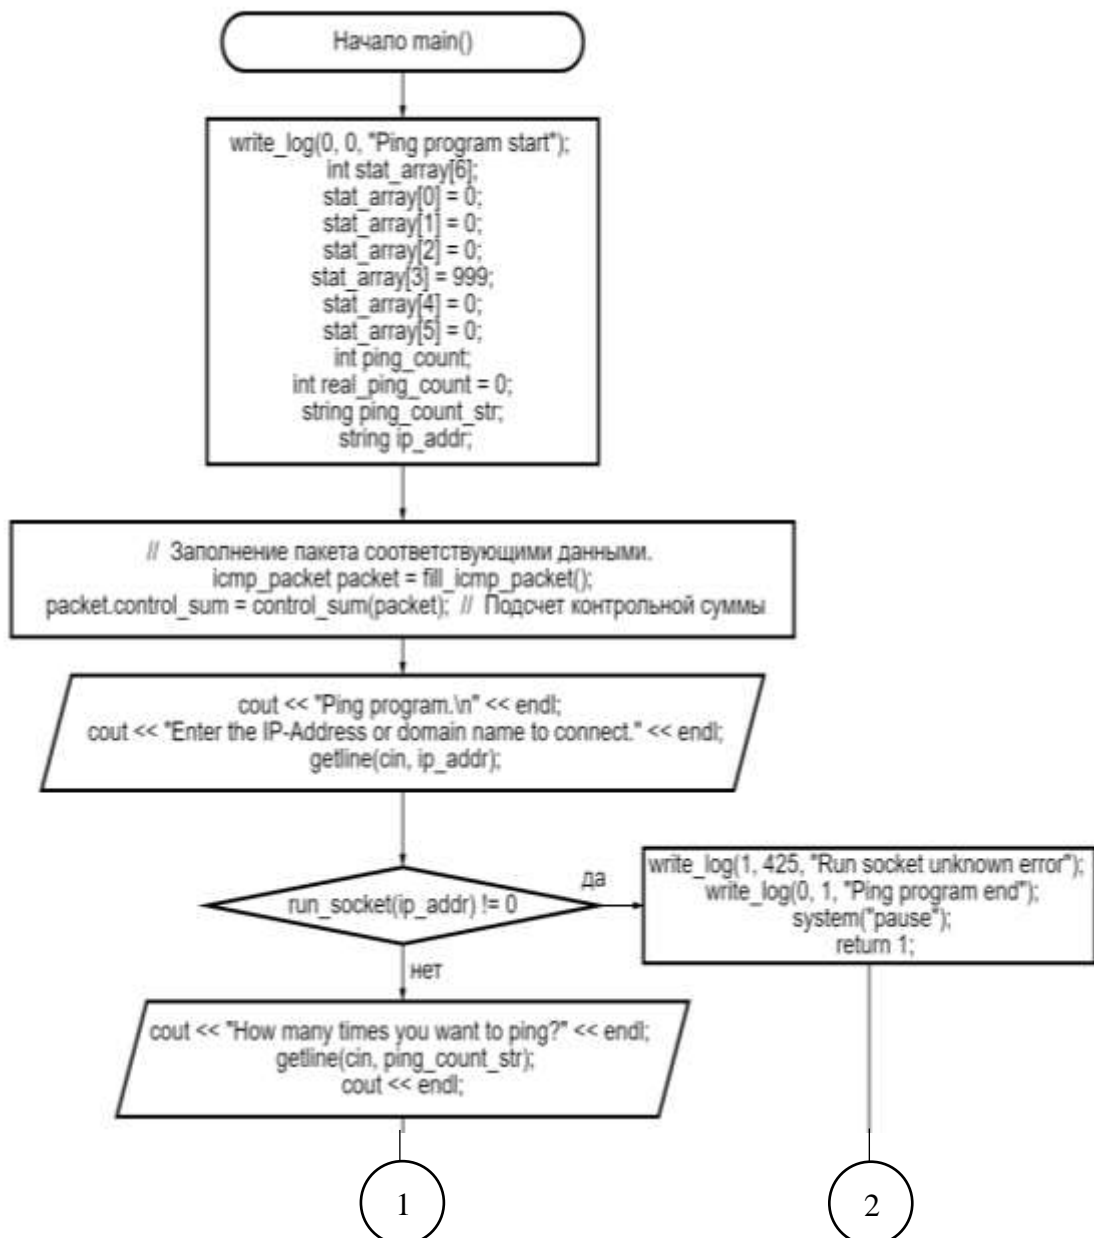 Начало main()
write_log(0, 0, "Ping program start");
int stat_array[6];
stat_array[0] = 0;
stat_array[1] = 0;
stat_array[2] = 0;
stat_array[3] = 999;
stat_array[4] = 0;
stat_array[5] = 0;
int ping_count;
int real_ping_count = 0;
string ping_count_str;
string ip_addr;
// Заполнение пакета соответствующими данными.
icmp_packet packet = fill_icmp_packet();
packet.control_sum = control_sum(packet); // Подсчет контрольной суммы
cout << "Ping program.\n" << endl;
cout << "Enter the IP-Address or domain name to connect." << endl;
getline(cin, ip_addr);
run_socket(ip_addr) != 0
да
write_log(1, 425, "Run socket unknown error");
write_log(0, 1, "Ping program end");
system("pause");
return 1;
нет
cout << "How many times you want to ping?" << endl;
getline(cin, ping_count_str);
cout << endl;
1
2